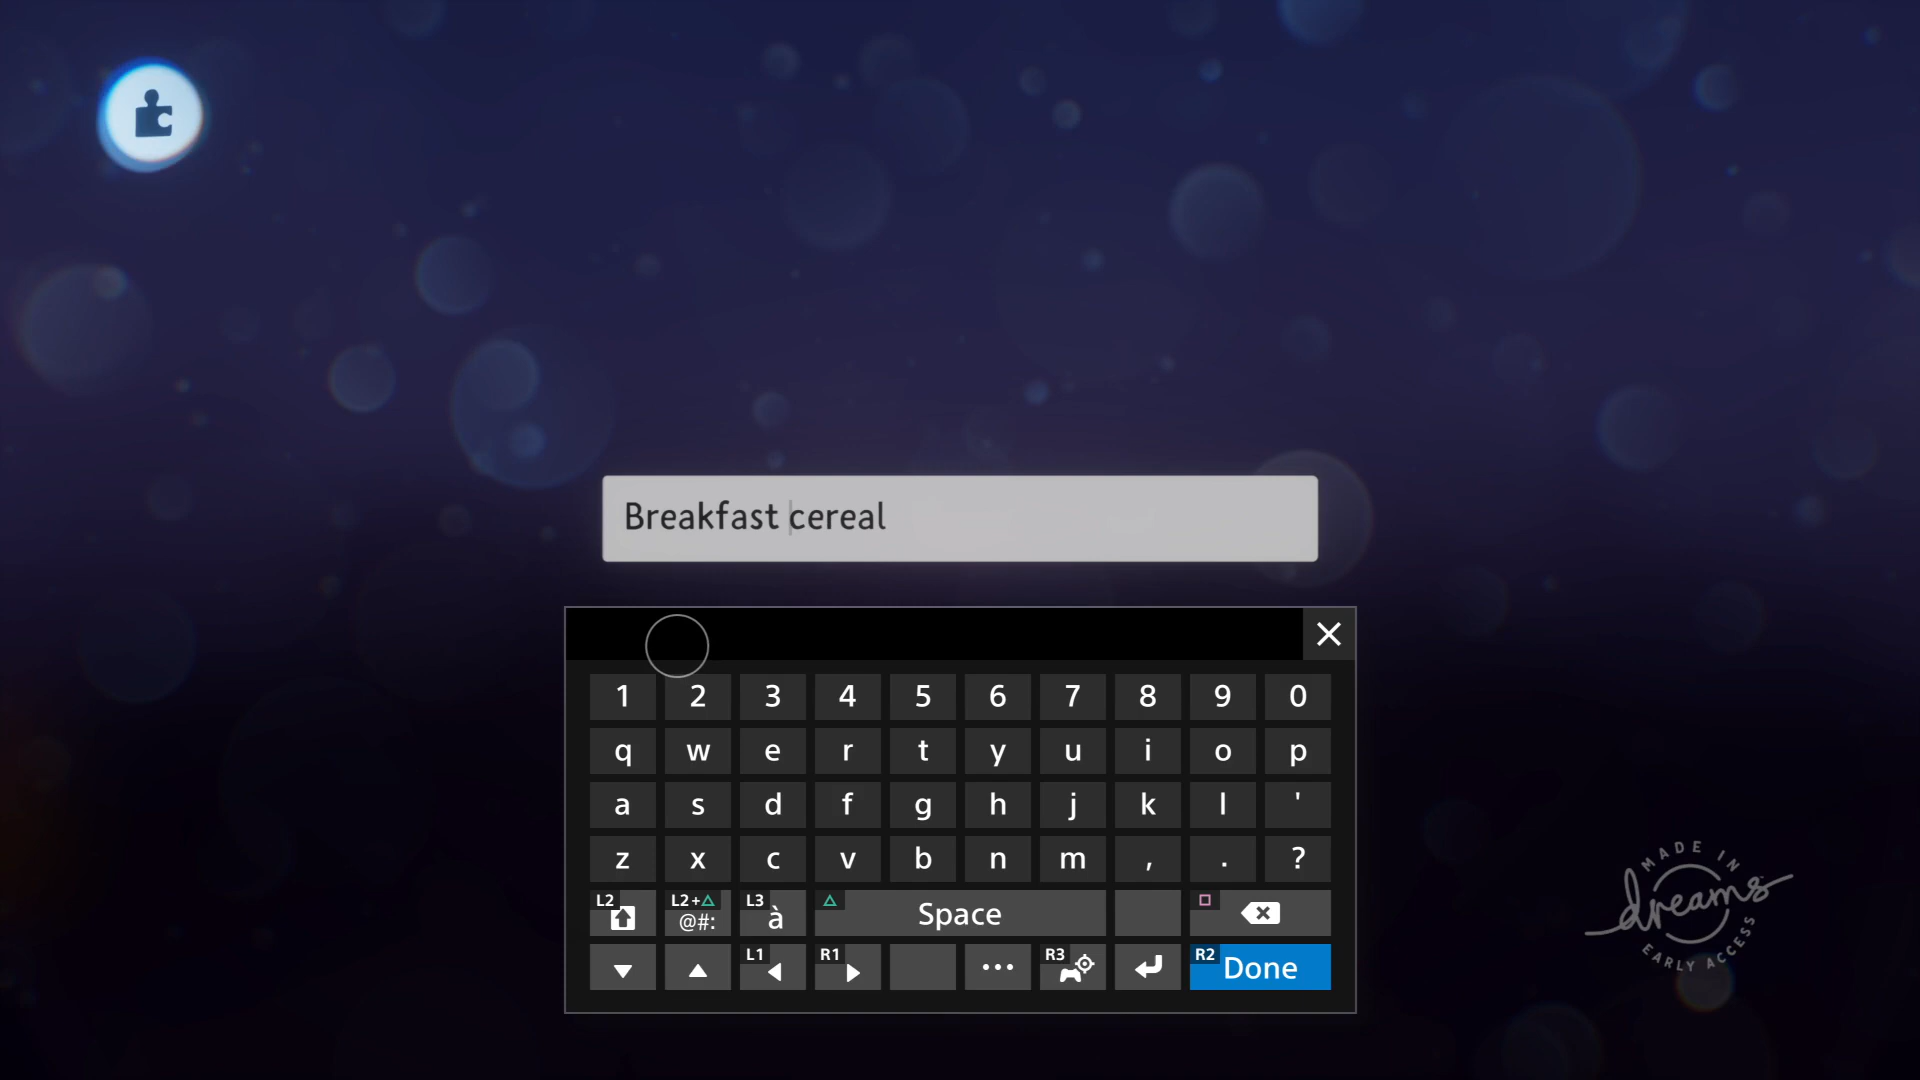 Breakfast cereal
1 2 3 4 5 6 7 8 9 0
q w e r t y u i o p
a s d f g h j k l '
z x c v b n m , . ?
L2 L2+△ @#: L3 à △ Space □
L1 R1 ... R3 R2 Done
MADE IN
dreams™
EARLY ACCESS